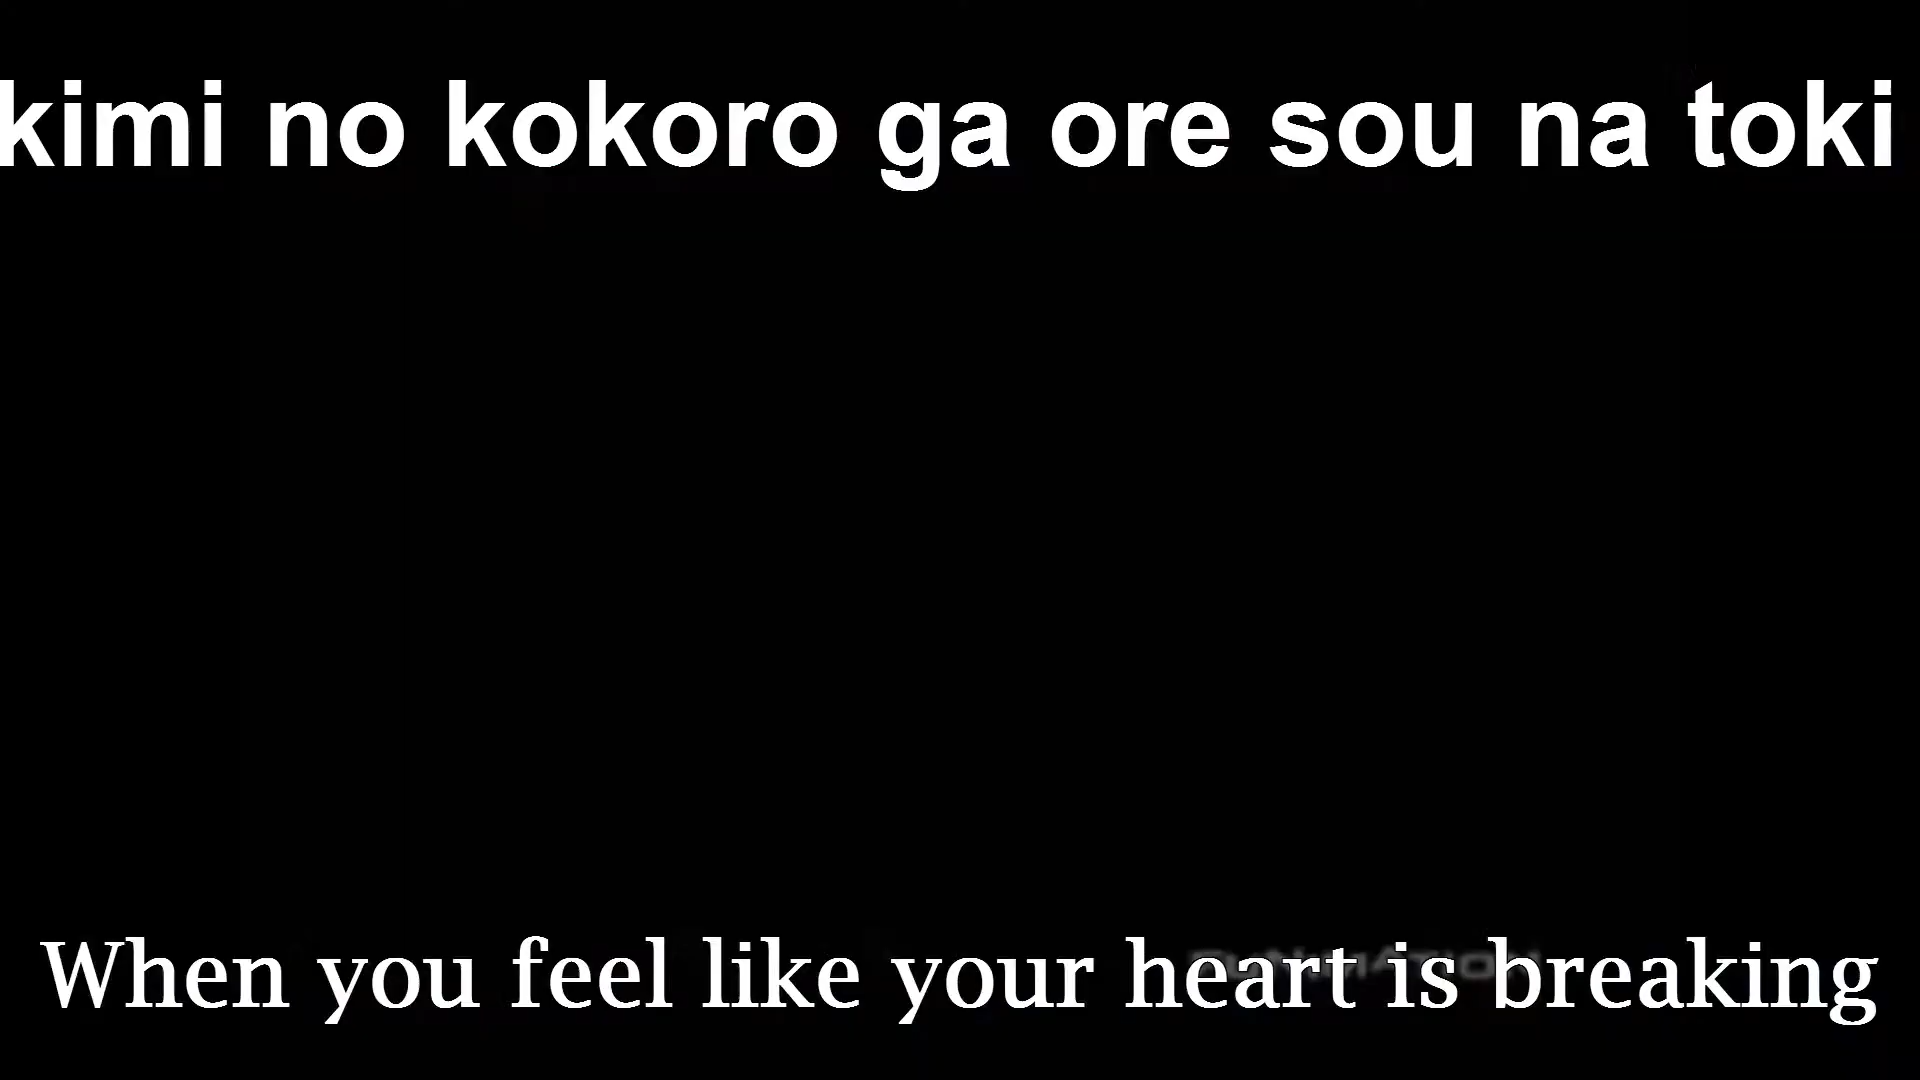 kimi no kokoro ga ore sou na toki
When you feel like your heart is breaking